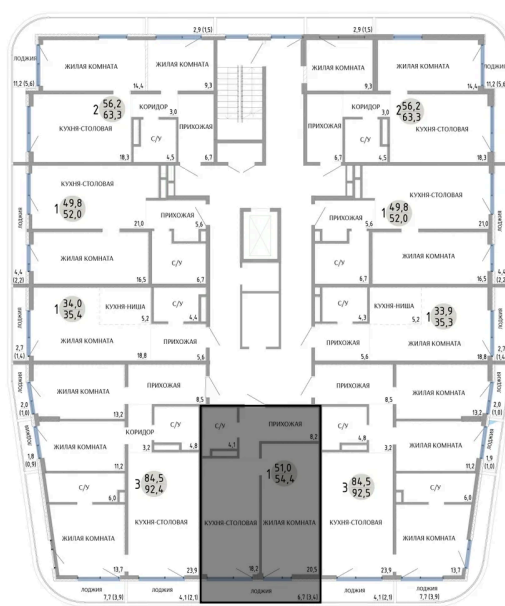 2,9 (1,5)
2,9 (1,5)
ЛОДЖИЯ
11,2 (5,6)
ЖИЛАЯ КОМНАТА
14,4
ЖИЛАЯ КОМНАТА
9,3
ЖИЛАЯ КОМНАТА
9,3
ЖИЛАЯ КОМНАТА
14,4
ЛОДЖИЯ
11,2 (5,6)
2 56,2
63,3
КОРИДОР
3,0
КУХНЯ-СТОЛОВАЯ
18,3
С/У
4,5
ПРИХОЖАЯ
6,7
ПРИХОЖАЯ
6,7
КОРИДОР
3,0
С/У
4,5
2 56,2
63,3
КУХНЯ-СТОЛОВАЯ
18,3
КУХНЯ-СТОЛОВАЯ
1 49,8
52,0
21,0
ПРИХОЖАЯ
5,6
ПРИХОЖАЯ
5,6
КУХНЯ-СТОЛОВАЯ
1 49,8
52,0
21,0
ЛОДЖИЯ
4,4
(2,2)
ЖИЛАЯ КОМНАТА
16,5
С/У
6,7
С/У
6,7
ЖИЛАЯ КОМНАТА
16,5
ЛОДЖИЯ
4,4
(2,2)
1 34,0
35,4
КУХНЯ-НИША
5,2
С/У
4,4
С/У
4,3
КУХНЯ-НИША
5,2
1 33,9
35,3
ЛОДЖИЯ
2,7
(1,4)
ЖИЛАЯ КОМНАТА
18,8
ПРИХОЖАЯ
5,6
ПРИХОЖАЯ
5,6
ЖИЛАЯ КОМНАТА
18,8
ЛОДЖИЯ
2,7
(1,4)
ЛОДЖИЯ
2,0
(1,0)
ЖИЛАЯ КОМНАТА
13,2
ПРИХОЖАЯ
8,5
ПРИХОЖАЯ
8,5
ЖИЛАЯ КОМНАТА
13,2
ЛОДЖИЯ
2,0
(1,0)
ЛОДЖИЯ
1,8
(0,9)
ЖИЛАЯ КОМНАТА
11,2
КОРИДОР
3,2
С/У
4,8
С/У
4,1
ПРИХОЖАЯ
8,2
С/У
4,8
3,2
ЖИЛАЯ КОМНАТА
11,2
ЛОДЖИЯ
1,9
(1,0)
С/У
6,0
3 84,5
92,4
1 51,0
54,4
3 84,5
92,5
С/У
6,0
ЖИЛАЯ КОМНАТА
13,7
КУХНЯ-СТОЛОВАЯ
23,9
КУХНЯ-СТОЛОВАЯ
18,2
ЖИЛАЯ КОМНАТА
20,5
КУХНЯ-СТОЛОВАЯ
23,9
ЖИЛАЯ КОМНАТА
13,7
ЛОДЖИЯ
7,7 (3,9)
ЛОДЖИЯ
4,1 (2,1)
ЛОДЖИЯ
6,7 (3,4)
ЛОДЖИЯ
4,1 (2,1)
ЛОДЖИЯ
7,7 (3,9)